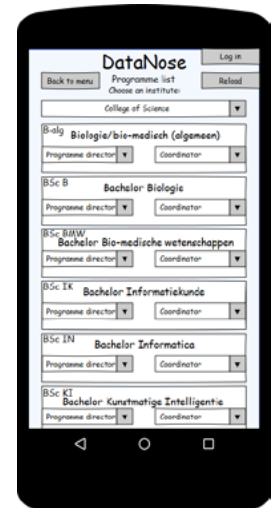 DataNose
Log in
Back to menu
Programme list
Reload
Choose an institute:
College of Science
B-alg
Biologie/bio-medisch (algemeen)
Programme director
Coordinator
BSc B
Bachelor Biologie
Programme director
Coordinator
BSc BMW
Bachelor Bio-medische wetenschappen
Programme director
Coordinator
BSc IK
Bachelor Informatiekunde
Programme director
Coordinator
BSc IN
Bachelor Informatica
Programme director
Coordinator
BSc KI
Bachelor Kunstmatige Intelligentie
Programme director
Coordinator